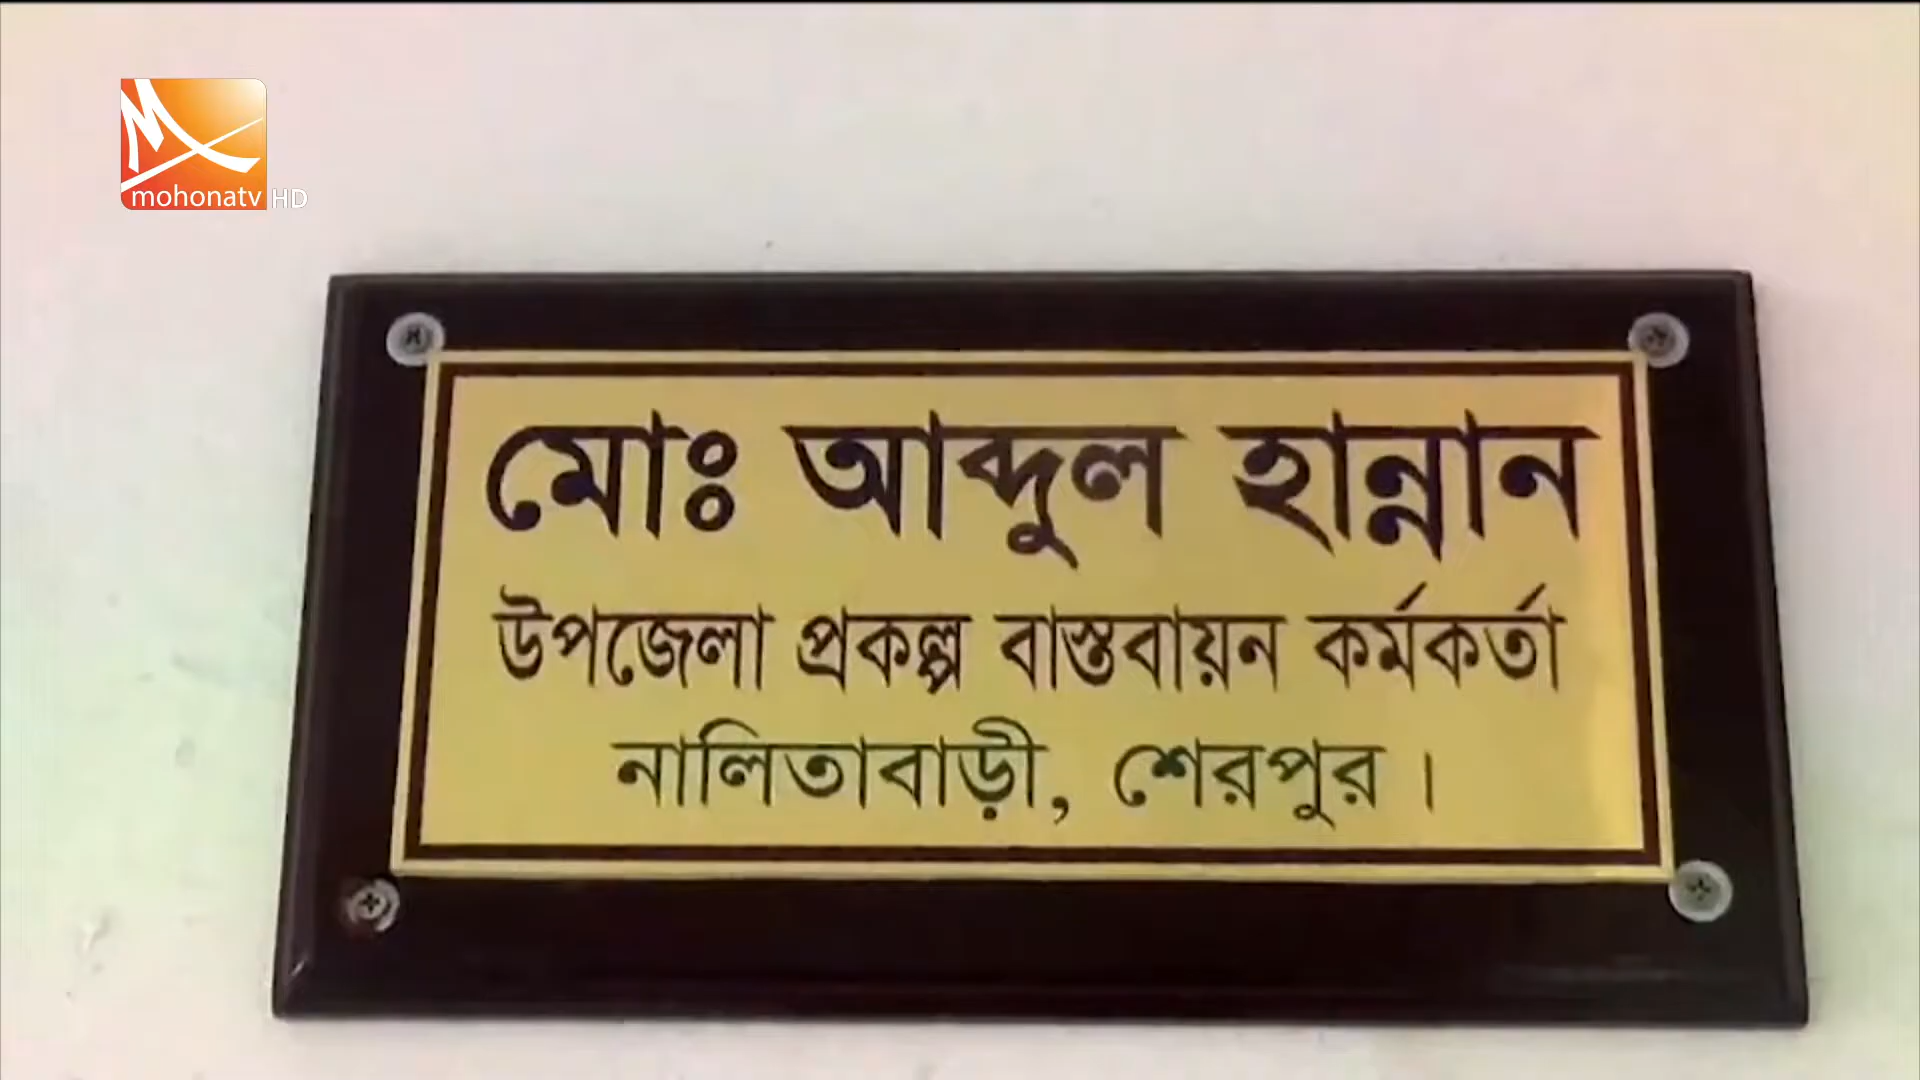 mohonatv HD
মোঃ আব্দুল হান্নান
উপজেলা প্রকল্প বাস্তবায়ন কর্মকর্তা
নালিতাবাড়ী, শেরপুর।